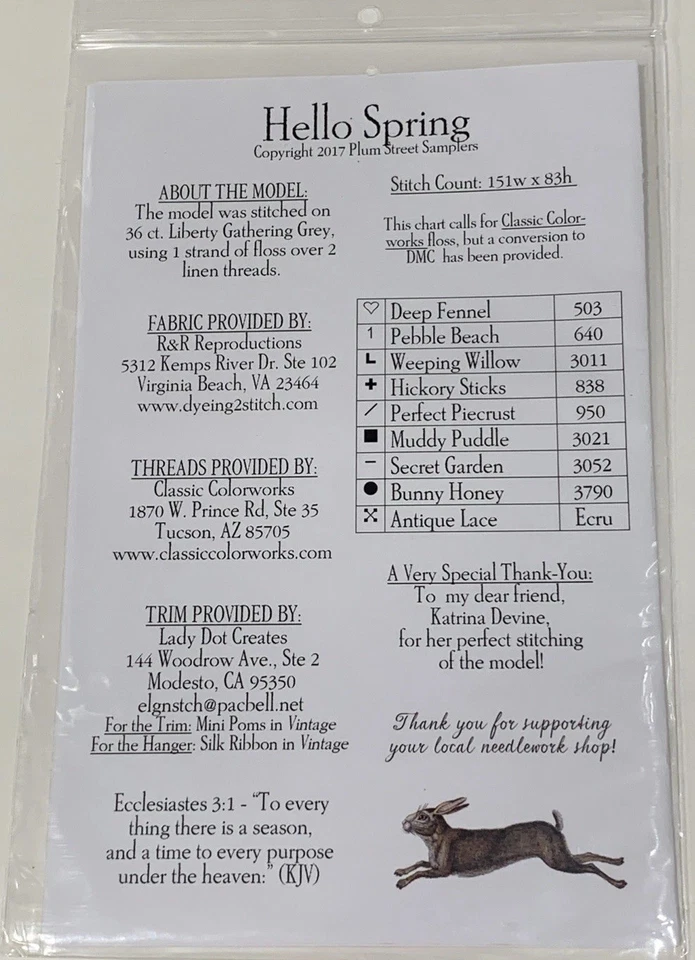 Hello Spring
Copyright 2017 Plum Street Samplers
ABOUT THE MODEL:
The model was stitched on
36 ct. Liberty Gathering Grey,
using 1 strand of floss over 2
linen threads.
FABRIC PROVIDED BY:
R&R Reproductions
5312 Kemps River Dr. Ste 102
Virginia Beach, VA 23464
www.dyeing2stitch.com
THREADS PROVIDED BY:
Classic Colorworks
1870 W. Prince Rd, Ste 35
Tucson, AZ 85705
www.classiccolorworks.com
TRIM PROVIDED BY:
Lady Dot Creates
144 Woodrow Ave., Ste 2
Modesto, CA 95350
elgnstch@pacbell.net
For the Trim: Mini Poms in Vintage
For the Hanger: Silk Ribbon in Vintage
Ecclesiastes 3:1 - "To every
thing there is a season,
and a time to every purpose
under the heaven:" (KJV)
Stitch Count: 151w x 83h
This chart calls for Classic Color-
works floss, but a conversion to
DMC has been provided.
♡ Deep Fennel 503
1 Pebble Beach 640
L Weeping Willow 3011
+ Hickory Sticks 838
/ Perfect Piecrust 950
■ Muddy Puddle 3021
– Secret Garden 3052
● Bunny Honey 3790
Antique Lace Ecru
A Very Special Thank-You:
To my dear friend,
Katrina Devine,
for her perfect stitching
of the model!
Thank you for supporting
your local needlework shop!